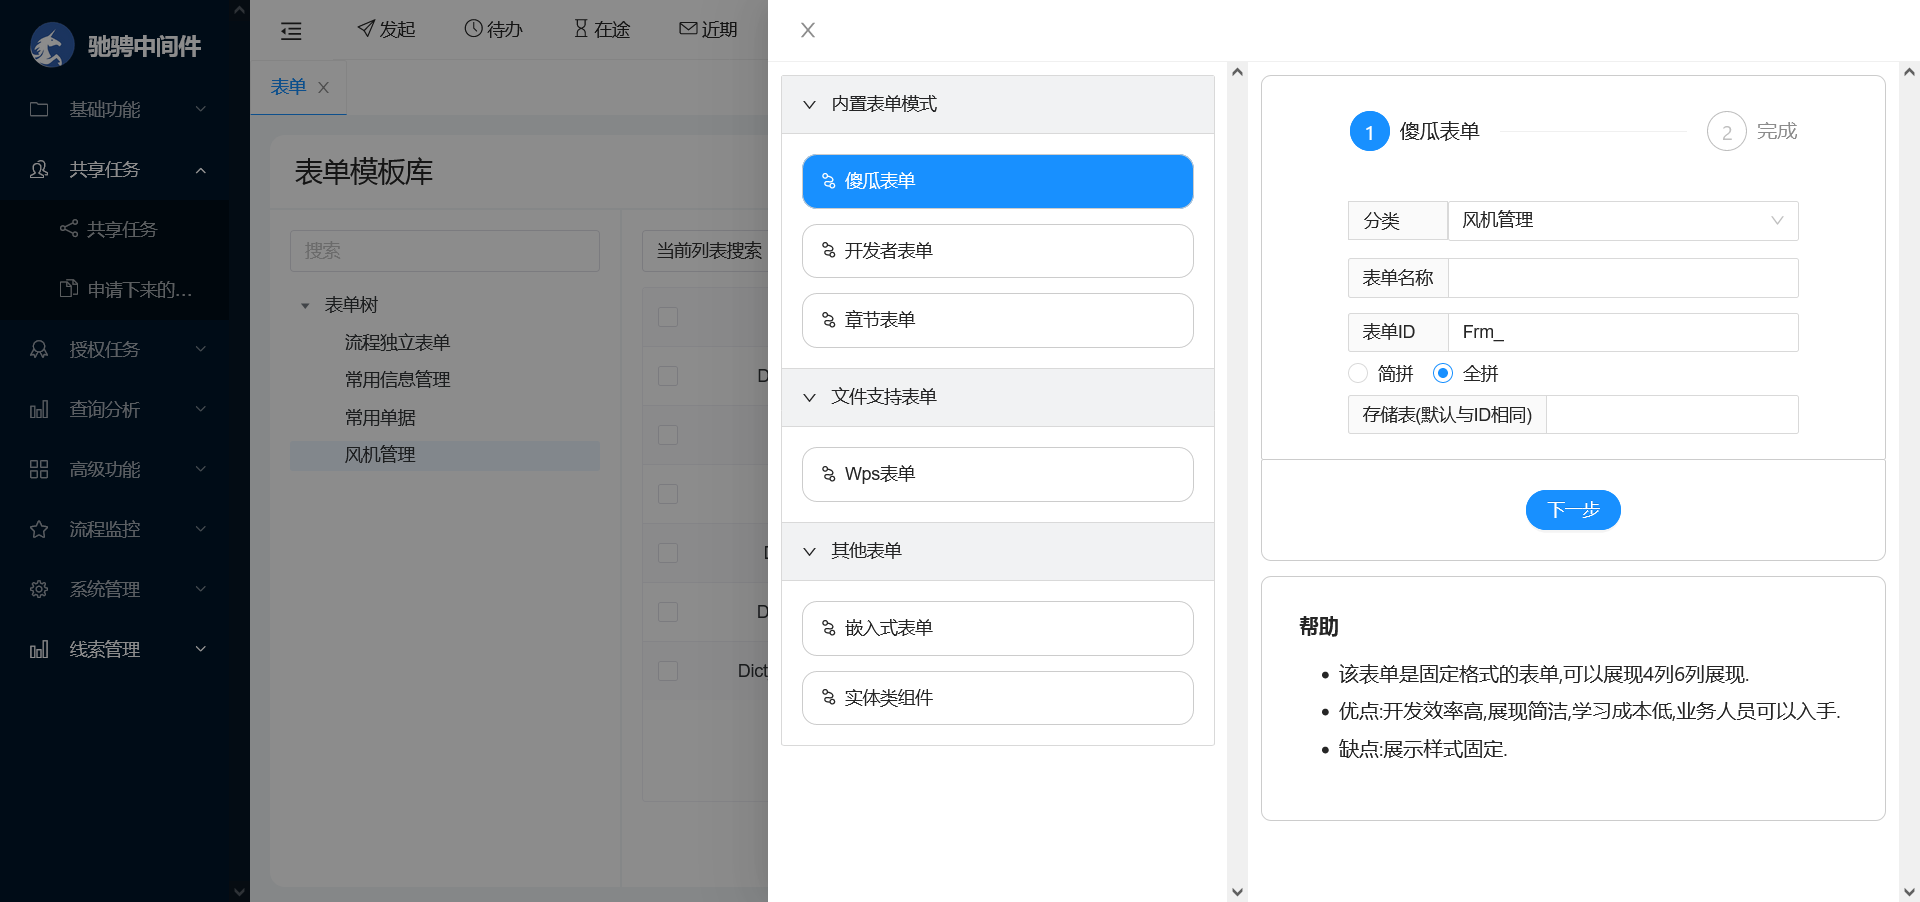 驰骋中间件
基础功能
共享任务
共享任务
申请下来的...
授权任务
查询分析
高级功能
流程监控
系统管理
线索管理
发起
待办
在途
近期
表单
表单模板库
搜索
表单树
流程独立表单
常用信息管理
常用单据
风机管理
当前列表搜索
D
D
Dict
内置表单模式
傻瓜表单
开发者表单
章节表单
文件支持表单
Wps表单
其他表单
嵌入式表单
实体类组件
1 傻瓜表单
2 完成
分类 风机管理
表单名称
表单ID Frm_
简拼 全拼
存储表(默认与ID相同)
下一步
帮助
• 该表单是固定格式的表单,可以展现4列6列展现.
• 优点:开发效率高,展现简洁,学习成本低,业务人员可以入手.
• 缺点:展示样式固定.